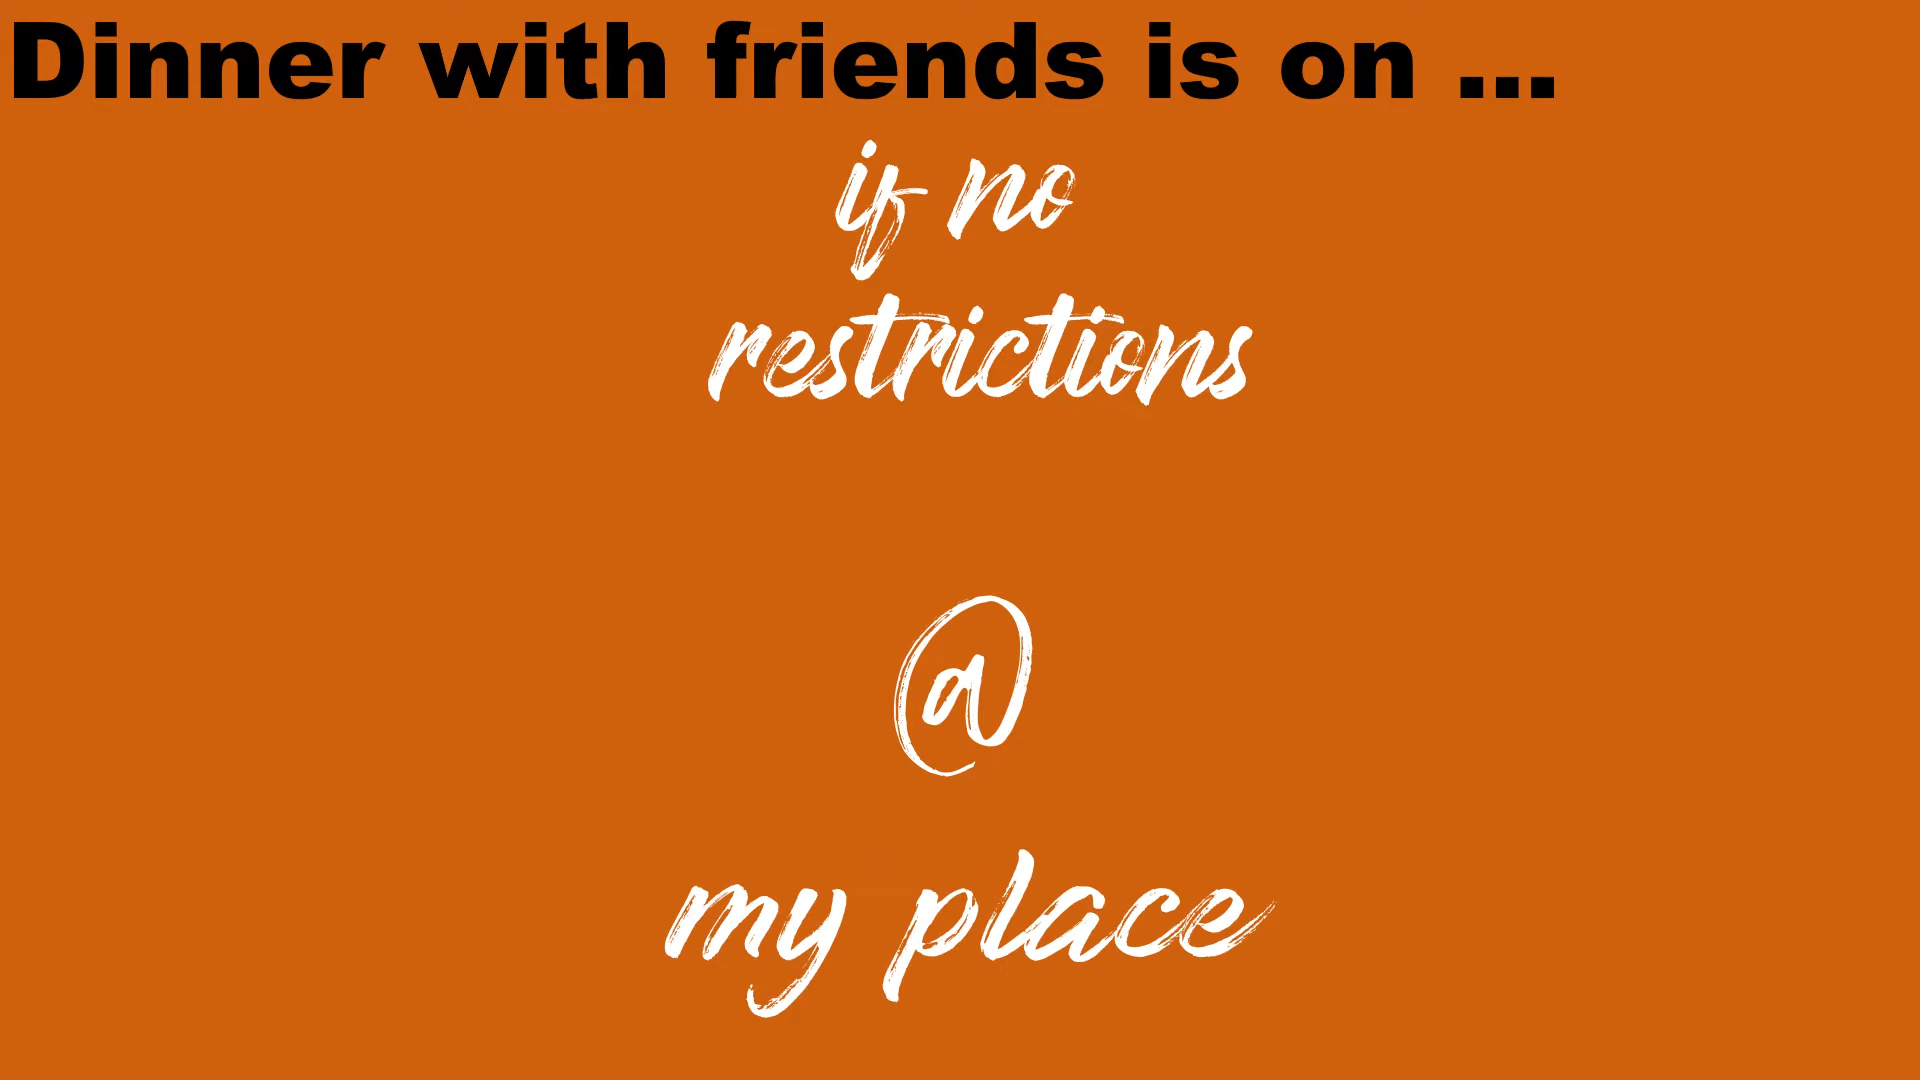 Dinner with friends is on ...
if no
restrictions
@
my place